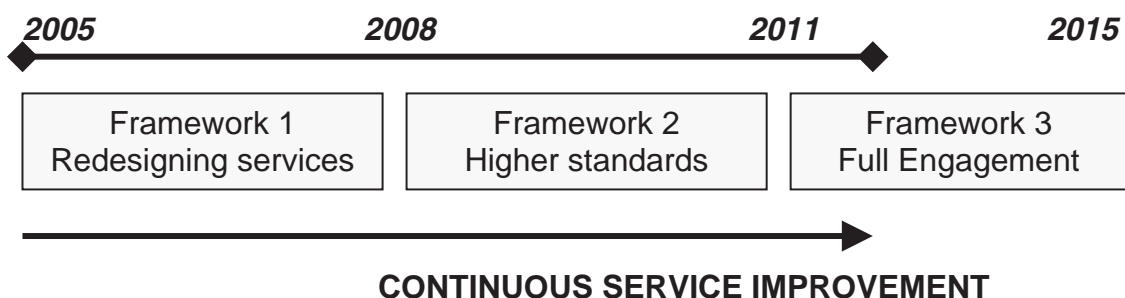 2005 2008 2011 2015
Framework 1
Redesigning services
Framework 2
Higher standards
Framework 3
Full Engagement
CONTINUOUS SERVICE IMPROVEMENT